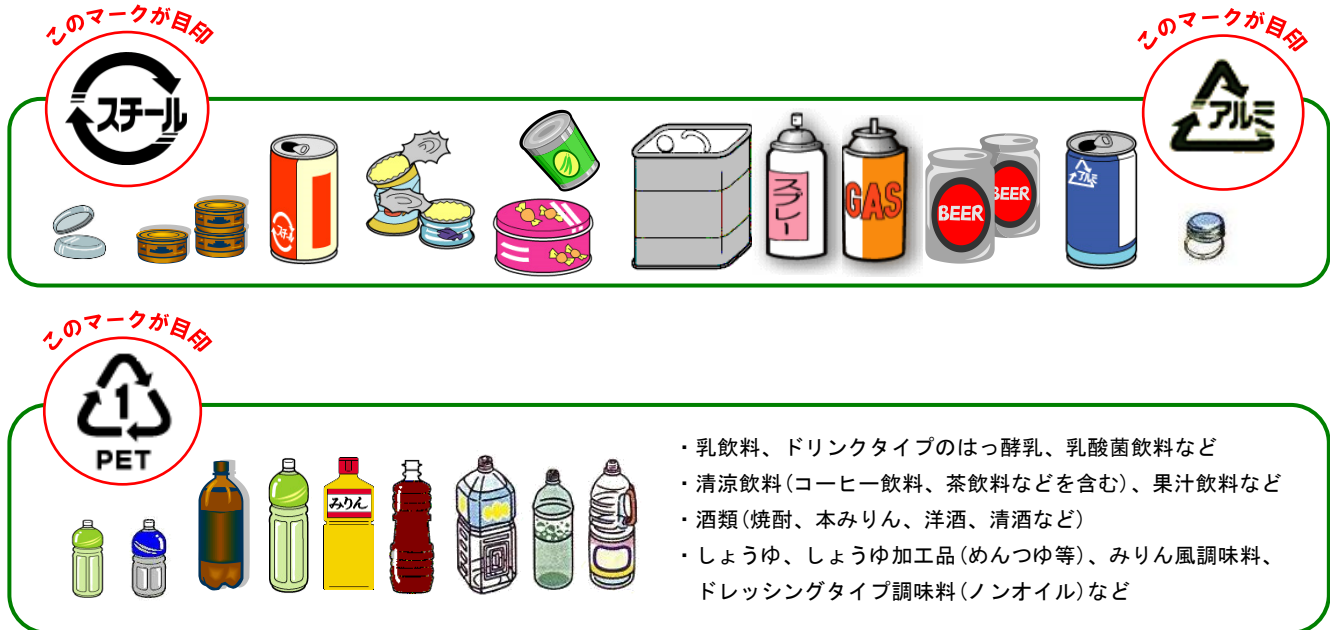 このマークが目印
スチール
このマークが目印
アルミ
スチール
スプレー
GAS
BEER
BEER
アルミ
このマークが目印
1
PET
みりん
・乳飲料、ドリンクタイプのはっ酵乳、乳酸菌飲料など
・清涼飲料(コーヒー飲料、茶飲料などを含む)、果汁飲料など
・酒類(焼酎、本みりん、洋酒、清酒など)
・しょうゆ、しょうゆ加工品(めんつゆ等)、みりん風調味料、
ドレッシングタイプ調味料(ノンオイル)など